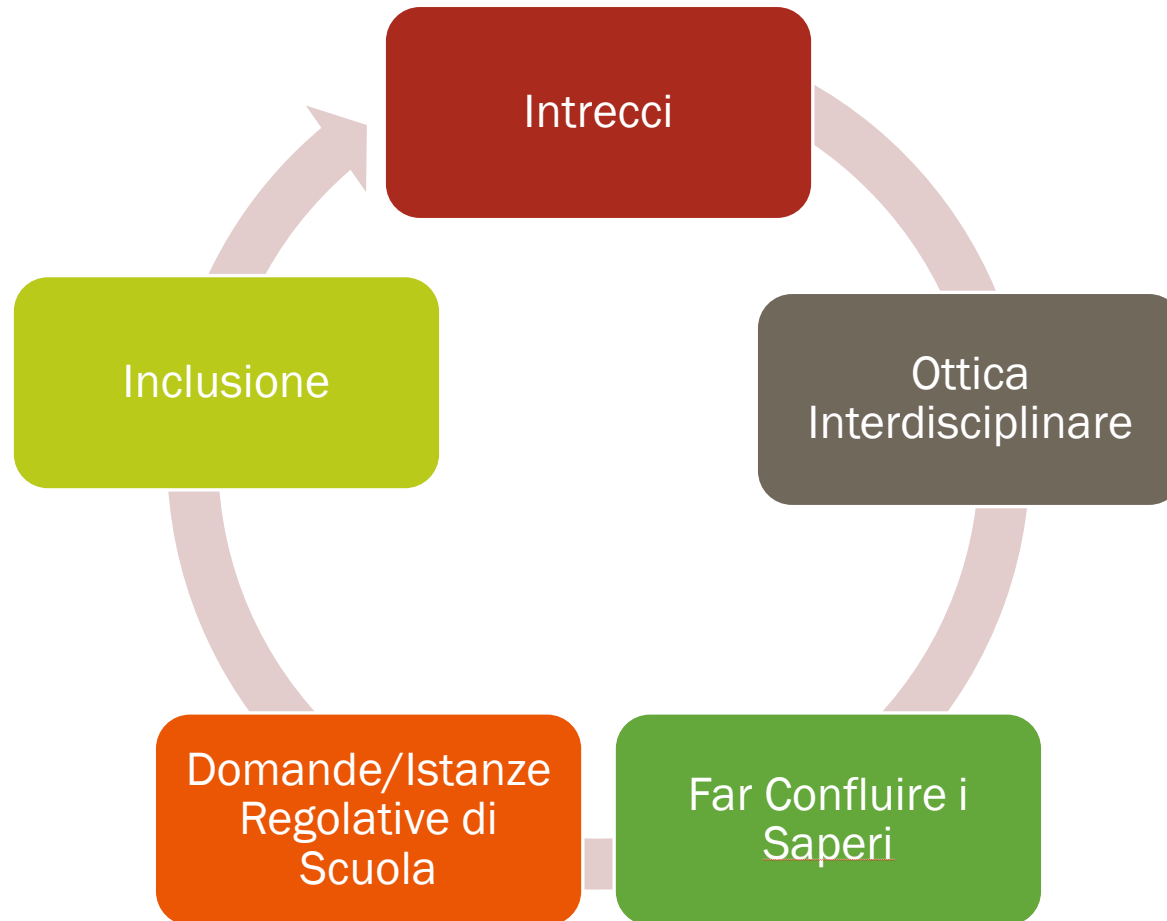 Intrecci
Ottica
Interdisciplinare
Far Confluire i
Saperi
Domande/Istanze
Regolative di
Scuola
Inclusione